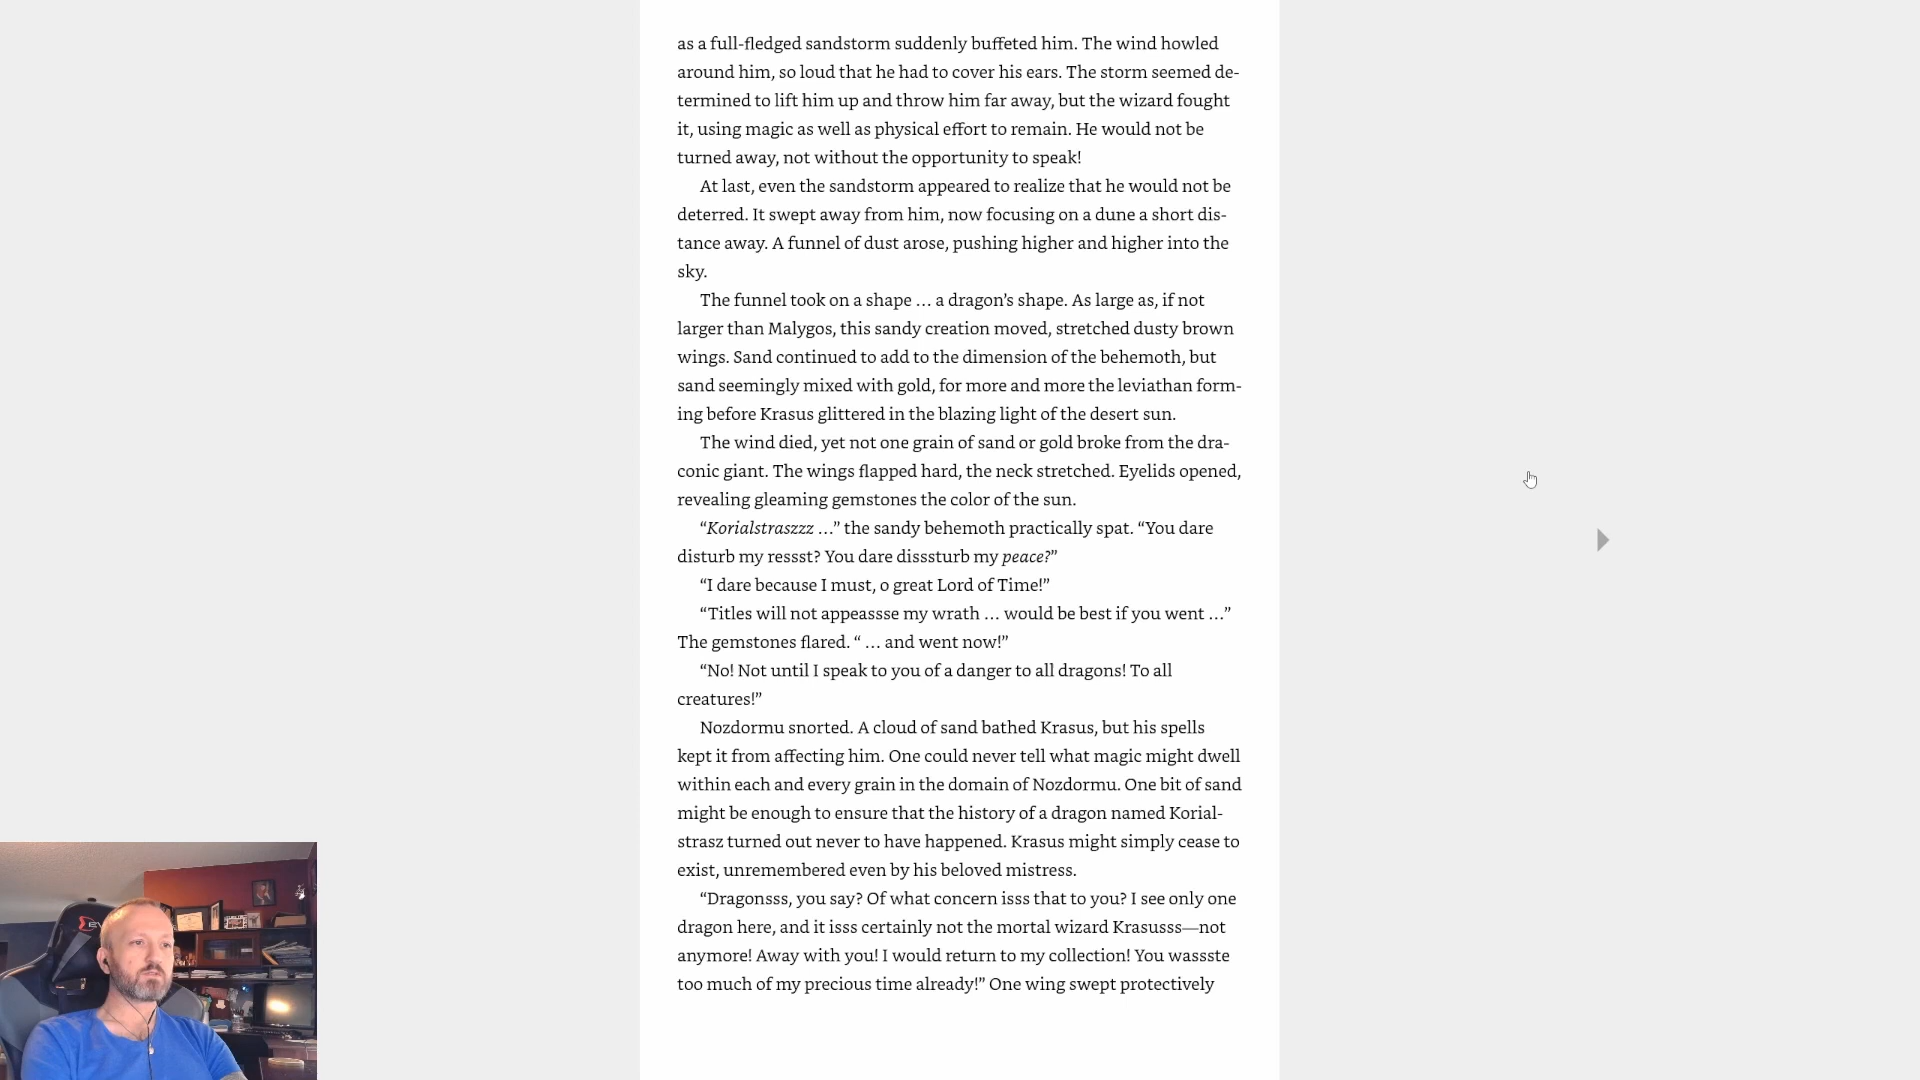 as a full-fledged sandstorm suddenly buffeted him. The wind howled
around him, so loud that he had to cover his ears. The storm seemed de-
termined to lift him up and throw him far away, but the wizard fought
it, using magic as well as physical effort to remain. He would not be
turned away, not without the opportunity to speak!
At last, even the sandstorm appeared to realize that he would not be
deterred. It swept away from him, now focusing on a dune a short dis-
tance away. A funnel of dust arose, pushing higher and higher into the
sky.
The funnel took on a shape … a dragon’s shape. As large as, if not
larger than Malygos, this sandy creation moved, stretched dusty brown
wings. Sand continued to add to the dimension of the behemoth, but
sand seemingly mixed with gold, for more and more the leviathan form-
ing before Krasus glittered in the blazing light of the desert sun.
The wind died, yet not one grain of sand or gold broke from the dra-
conic giant. The wings flapped hard, the neck stretched. Eyelids opened,
revealing gleaming gemstones the color of the sun.
“Korialstraszzz …” the sandy behemoth practically spat. “You dare
disturb my ressst? You dare disssturb my peace?”
“I dare because I must, o great Lord of Time!”
“Titles will not appeassse my wrath … would be best if you went …”
The gemstones flared. “ … and went now!”
“No! Not until I speak to you of a danger to all dragons! To all
creatures!”
Nozdormu snorted. A cloud of sand bathed Krasus, but his spells
kept it from affecting him. One could never tell what magic might dwell
within each and every grain in the domain of Nozdormu. One bit of sand
might be enough to ensure that the history of a dragon named Korial-
strasz turned out never to have happened. Krasus might simply cease to
exist, unremembered even by his beloved mistress.
“Dragonsss, you say? Of what concern isss that to you? I see only one
dragon here, and it isss certainly not the mortal wizard Krasusss—not
anymore! Away with you! I would return to my collection! You wassste
too much of my precious time already!” One wing swept protectively